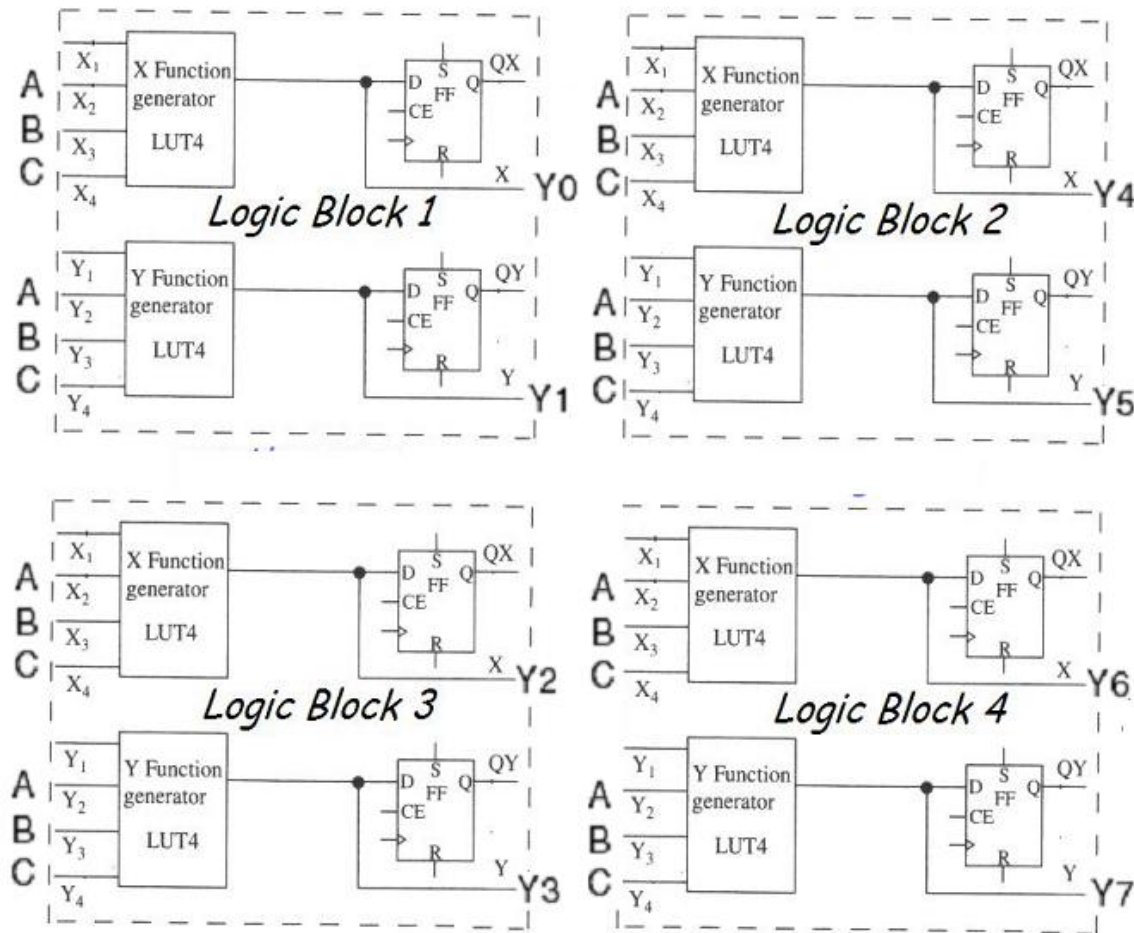 X1
A
X2
B
X3
C
X4
X Function
generator
LUT4
D
S
FF
Q
CE
R
QX
X
Y0
Logic Block 1
Y1
A
Y2
B
Y3
C
Y4
Y Function
generator
LUT4
D
S
FF
Q
CE
R
QY
Y
Y1
X1
A
X2
B
X3
C
X4
X Function
generator
LUT4
D
S
FF
Q
CE
R
QX
X
Y4
Logic Block 2
Y1
A
Y2
B
Y3
C
Y4
Y Function
generator
LUT4
D
S
FF
Q
CE
R
QY
Y
Y5
X1
A
X2
B
X3
C
X4
X Function
generator
LUT4
D
S
FF
Q
CE
R
QX
X
Y2
Logic Block 3
Y1
A
Y2
B
Y3
C
Y4
Y Function
generator
LUT4
D
S
FF
Q
CE
R
QY
Y
Y3
X1
A
X2
B
X3
C
X4
X Function
generator
LUT4
D
S
FF
Q
CE
R
QX
X
Y6
Logic Block 4
Y1
A
Y2
B
Y3
C
Y4
Y Function
generator
LUT4
D
S
FF
Q
CE
R
QY
Y
Y7